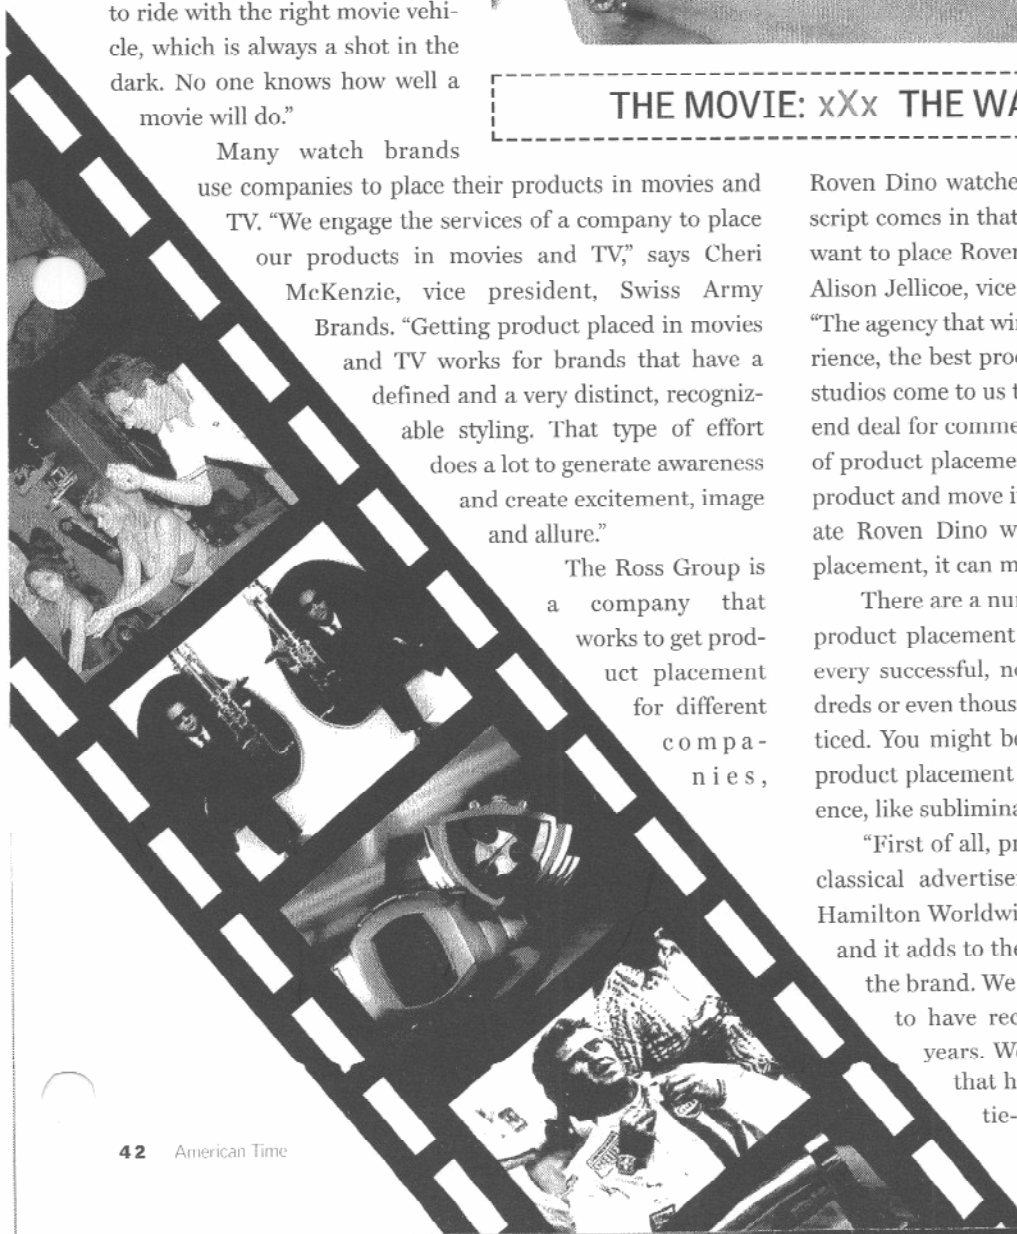 to ride with the right movie vehi-
cle, which is always a shot in the
dark. No one knows how well a
movie will do.”
Many watch brands
use companies to place their products in movies and
TV. “We engage the services of a company to place
our products in movies and TV,” says Cheri
McKenzie, vice president, Swiss Army
Brands. “Getting product placed in movies
and TV works for brands that have a
defined and a very distinct, recogniz-
able styling. That type of effort
does a lot to generate awareness
and create excitement, image
and allure.”
The Ross Group is
a company that
works to get prod-
uct placement
for different
compa-
nies,
THE MOVIE: xXx THE WA
Roven Dino watche
script comes in that
want to place Rover
Alison Jellicoe, vice
“The agency that wi
rience, the best pro
studios come to us t
end deal for comme
of product placeme
product and move i
ate Roven Dino w
placement, it can m
There are a nu
product placement
every successful, n
dreds or even thous
ticed. You might be
product placement
ence, like sublimina
“First of all, pr
classical advertise
Hamilton Worldwi
and it adds to the
the brand. We
to have rec
years. We
that h
tie-
42 American Time